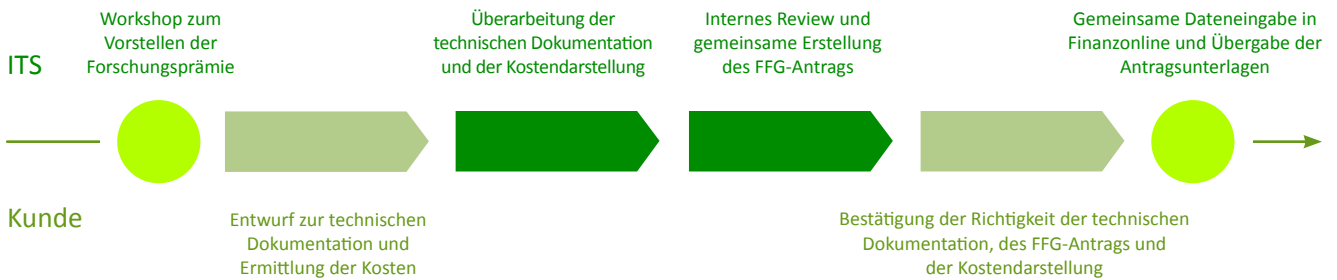 Workshop zum
Vorstellen der
Forschungsprämie
Überarbeitung der
technischen Dokumentation
und der Kostendarstellung
Internes Review und
gemeinsame Erstellung
des FFG-Antrags
Gemeinsame Dateneingabe in
Finanzonline und Übergabe der
Antragsunterlagen
ITS
Kunde
Entwurf zur technischen
Dokumentation und
Ermittlung der Kosten
Bestätigung der Richtigkeit der technischen
Dokumentation, des FFG-Antrags und
der Kostendarstellung